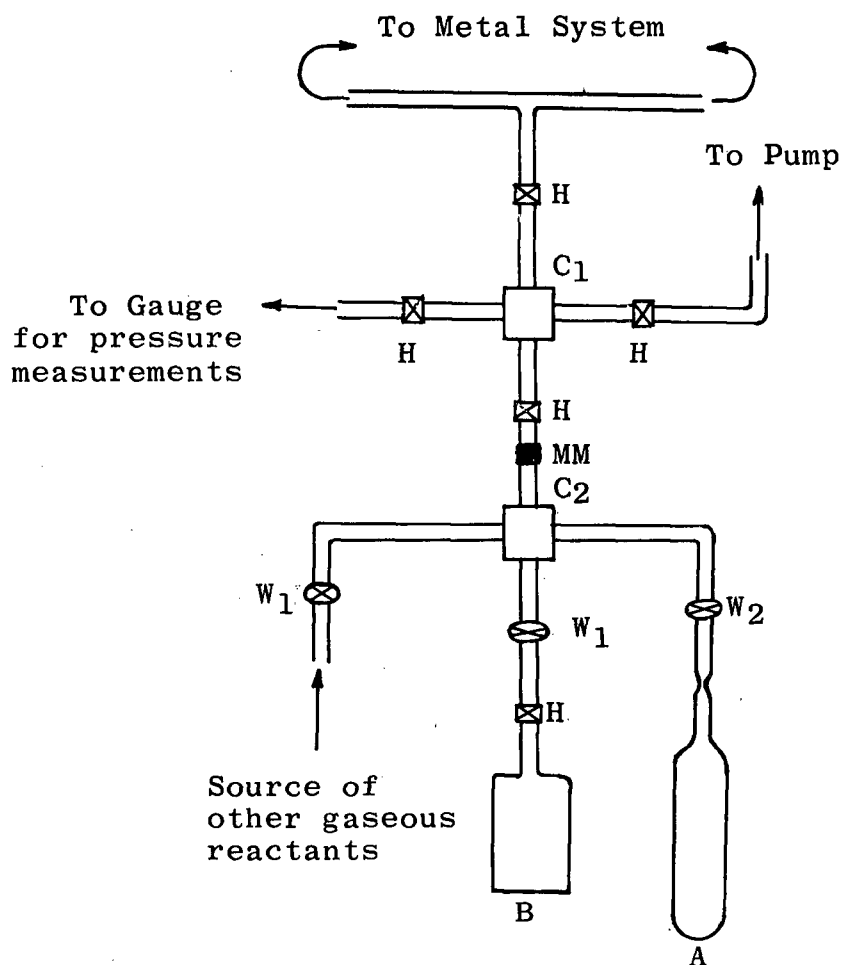 To Metal System
To Pump
H
C1
To Gauge
for pressure
measurements
H
H
H
MM
C2
W1
W1
W2
H
Source of
other gaseous
reactants
B
A